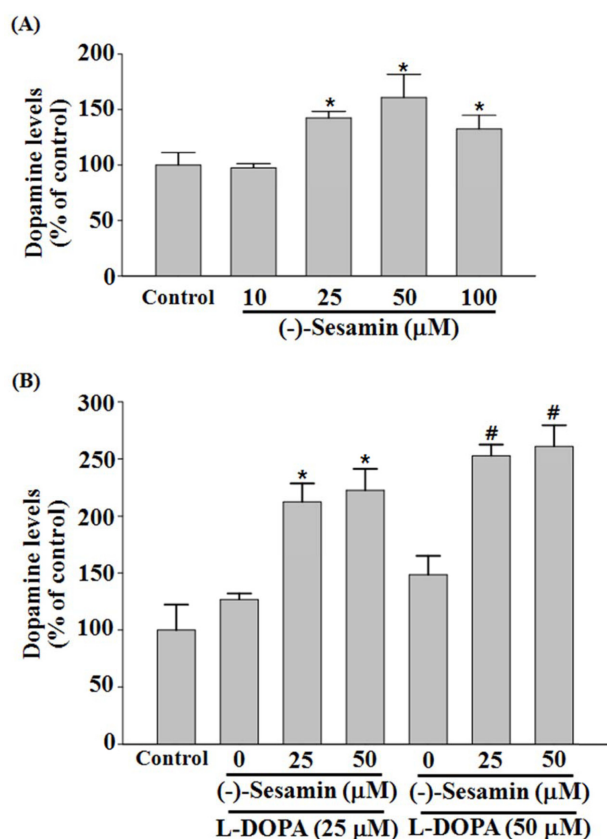 (A)
Dopamine levels
(% of control)
200
150
100
50
0
* * *
Control 10 25 50 100
(-)-Sesamin (μM)
(B)
Dopamine levels
(% of control)
300
250
200
150
100
50
0
* * # #
Control 0 25 50 0 25 50
(-)-Sesamin (μM) (-)-Sesamin (μM)
L-DOPA (25 μM) L-DOPA (50 μM)